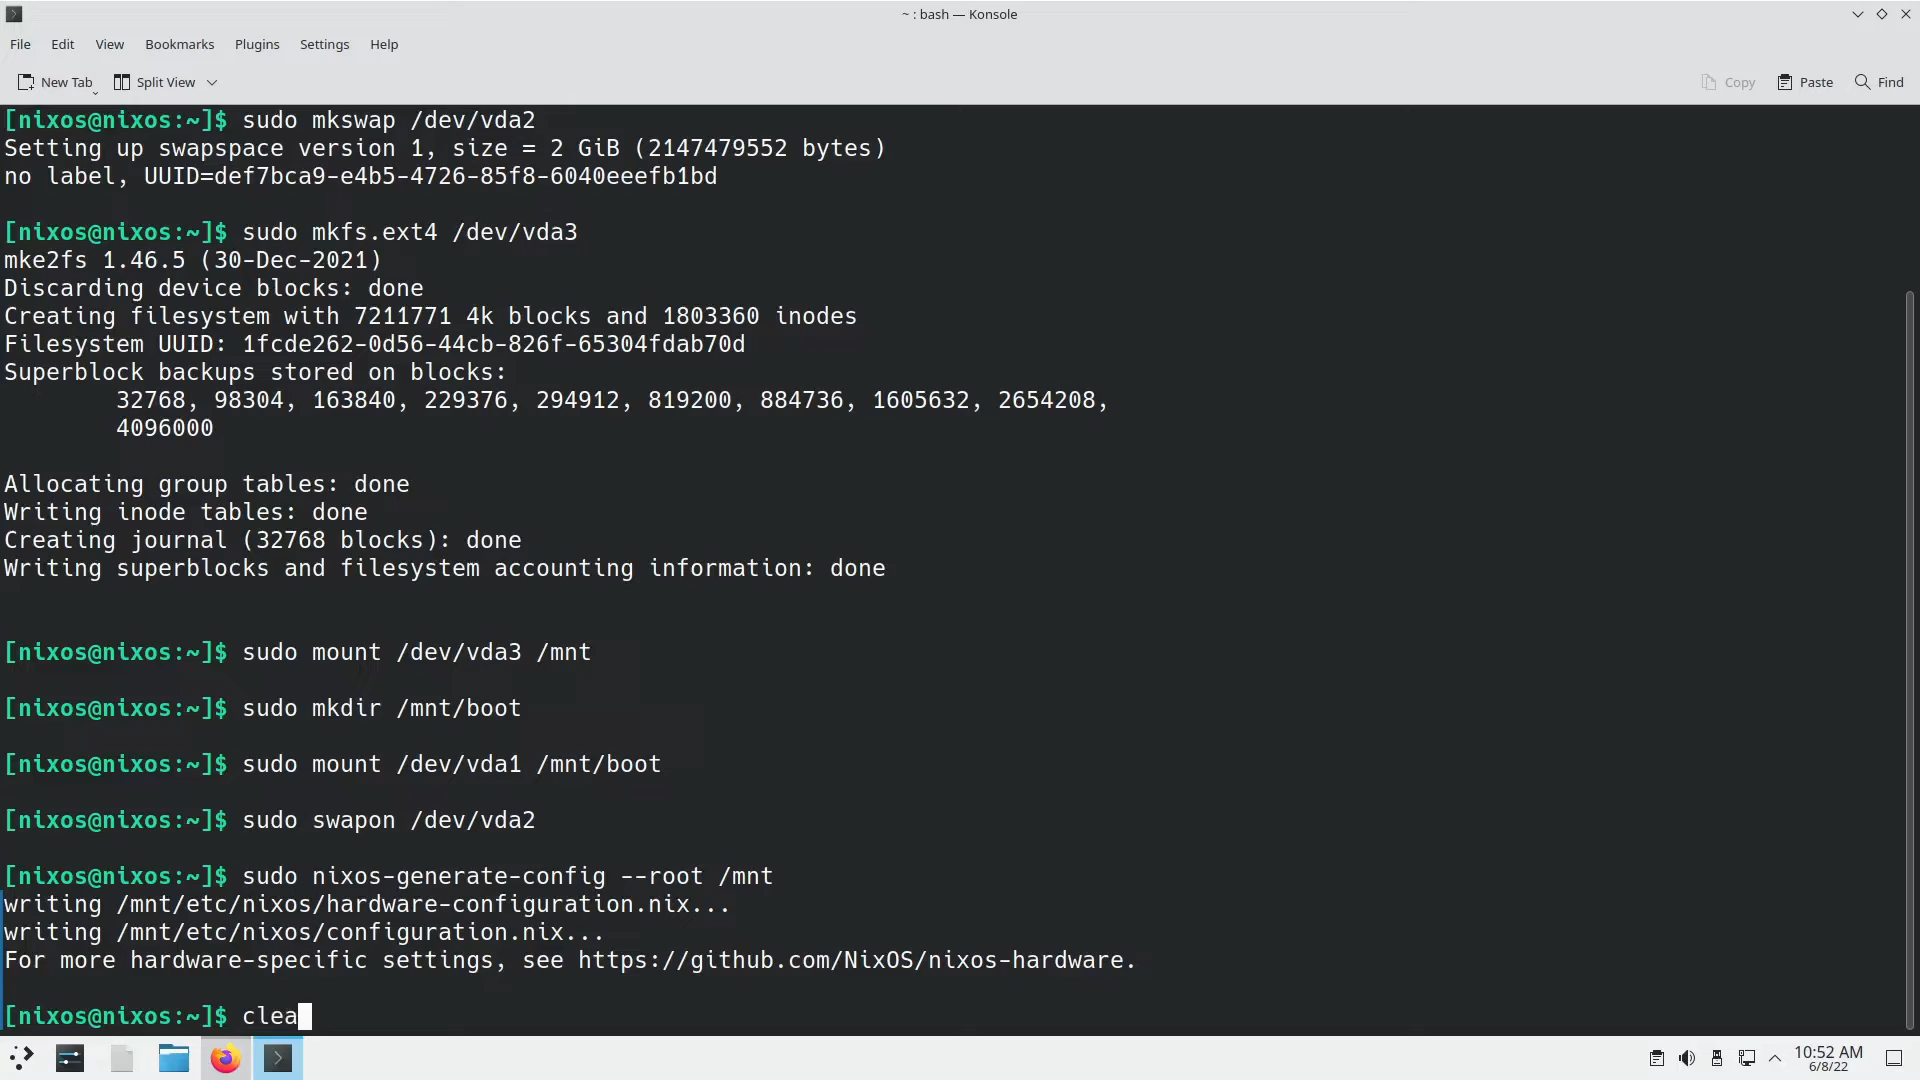 ~ : bash — Konsole
File Edit View Bookmarks Plugins Settings Help
New Tab Split View Copy Paste Find
[nixos@nixos:~]$ sudo mkswap /dev/vda2
Setting up swapspace version 1, size = 2 GiB (2147479552 bytes)
no label, UUID=def7bca9-e4b5-4726-85f8-6040eeefb1bd
[nixos@nixos:~]$ sudo mkfs.ext4 /dev/vda3
mke2fs 1.46.5 (30-Dec-2021)
Discarding device blocks: done
Creating filesystem with 7211771 4k blocks and 1803360 inodes
Filesystem UUID: 1fcde262-0d56-44cb-826f-65304fdab70d
Superblock backups stored on blocks:
32768, 98304, 163840, 229376, 294912, 819200, 884736, 1605632, 2654208,
4096000
Allocating group tables: done
Writing inode tables: done
Creating journal (32768 blocks): done
Writing superblocks and filesystem accounting information: done
[nixos@nixos:~]$ sudo mount /dev/vda3 /mnt
[nixos@nixos:~]$ sudo mkdir /mnt/boot
[nixos@nixos:~]$ sudo mount /dev/vda1 /mnt/boot
[nixos@nixos:~]$ sudo swapon /dev/vda2
[nixos@nixos:~]$ sudo nixos-generate-config --root /mnt
writing /mnt/etc/nixos/hardware-configuration.nix...
writing /mnt/etc/nixos/configuration.nix...
For more hardware-specific settings, see https://github.com/NixOS/nixos-hardware.
[nixos@nixos:~]$ clea
10:52 AM
6/8/22